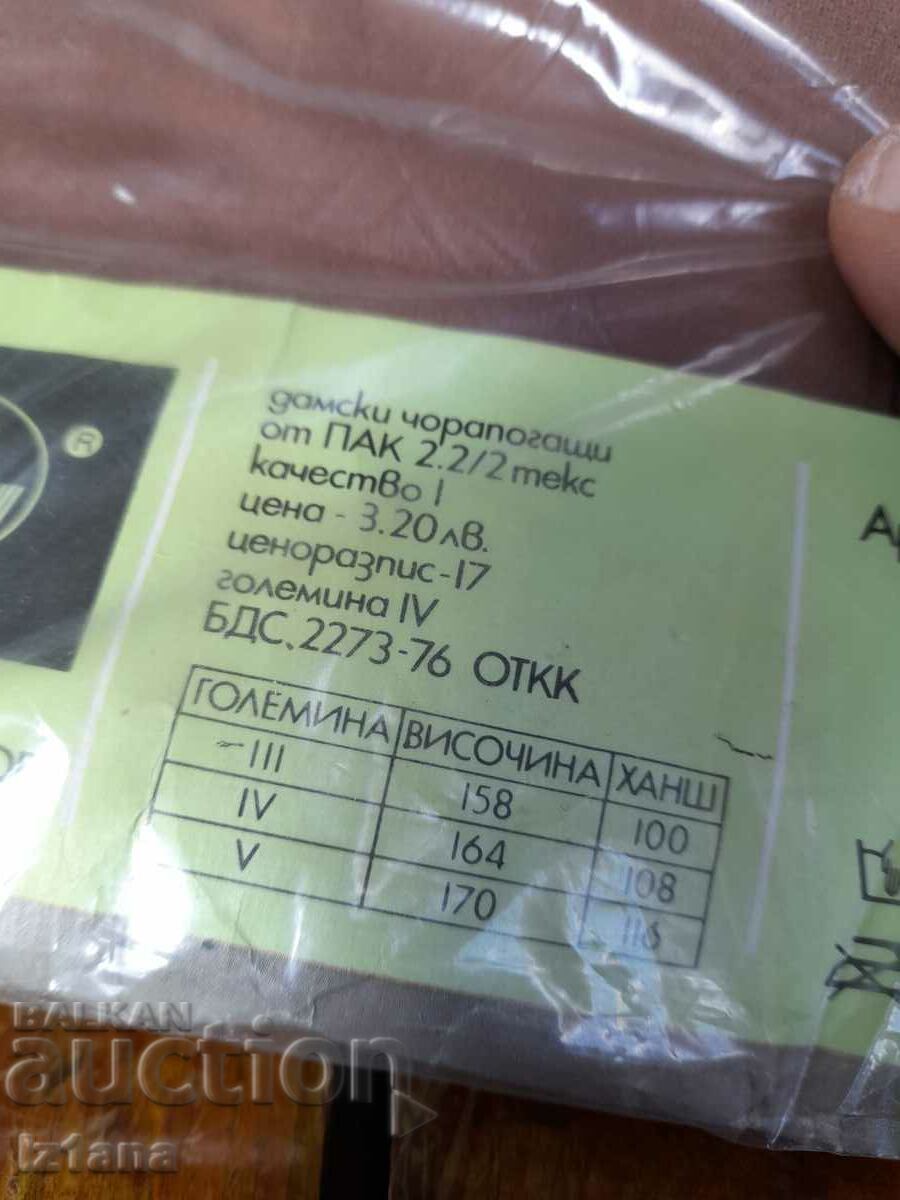 ®
дамски чорапогащи
от ПАК 2.2/2 текс
качество I
цена - 3.20 лв.
ценоразпис-17
големина IV
БДС.2273-76 ОТКК
ГОЛЕМИНА ВИСОЧИНА ХАНШ
III 158 100
IV 164 108
V 170 116
BALKAN
auction
Iz1ana